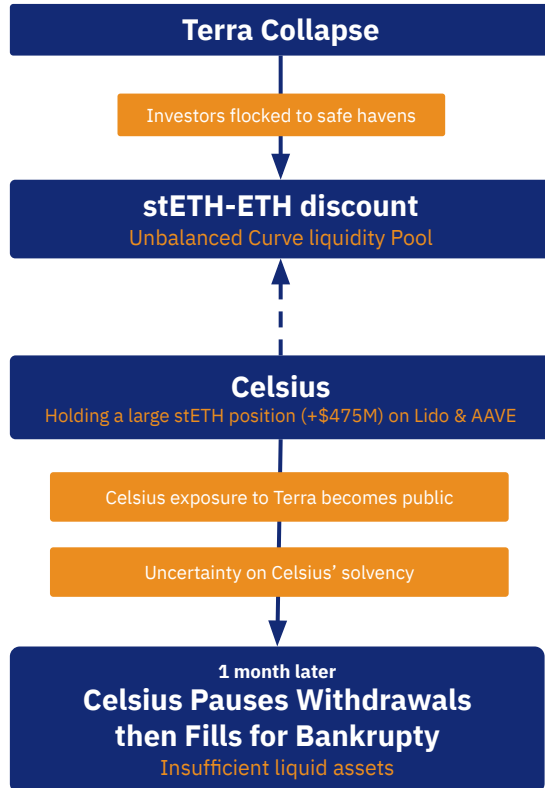 Terra Collapse
Investors flocked to safe havens
stETH-ETH discount
Unbalanced Curve liquidity Pool
Celsius
Holding a large stETH position (+$475M) on Lido & AAVE
Celsius exposure to Terra becomes public
Uncertainty on Celsius’ solvency
1 month later
Celsius Pauses Withdrawals
then Fills for Bankrupty
Insufficient liquid assets